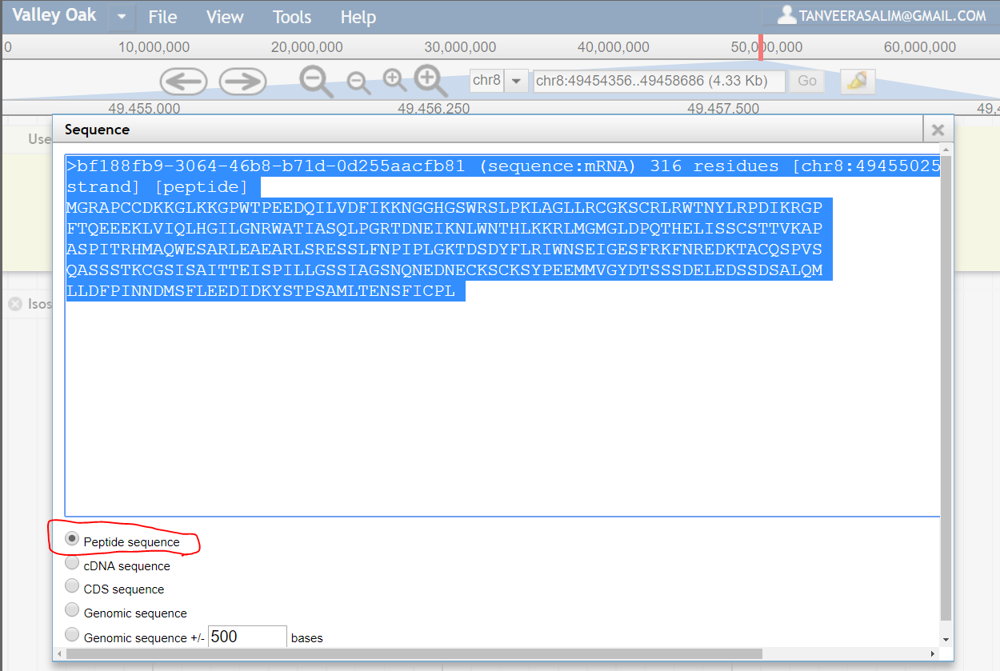 Valley Oak File View Tools Help TANVEERASALIM@GMAIL.COM
0 10,000,000 20,000,000 30,000,000 40,000,000 50,000,000 60,000,000
chr8 chr8:49454356..49458686 (4.33 Kb) Go
49,455,000 49,456,250 49,457,500 49,4
Use
Sequence
>bf188fb9-3064-46b8-b71d-0d255aacfb81 (sequence:mRNA) 316 residues [chr8:49455025
strand] [peptide]
MGRAPCCDKKGLKKGPWTPEEDQILVDFIKKNGGHGSWRSLPKLAGLLRCGKSCRLRWTNYLRPDIKRGP
FTQEEEKLVIQLHGILGNRWATIASQLPGRTDNEIKNLWNTHLKKRLMGMGLDPQTHELISSCSTTVKAP
ASPITRHMAQWESARLEAEARLSRESSLFNPIPLGKTDSDYFLRIWNSEIGESFRKFNREDKTACQSPVS
QASSSTKCGSISAITTEISPILLGSSIAGSNQNEDNECKSCKSYPEEMMVGYDTSSSDELEDSSDSALQM
LLDFPINNDMSFLEEDIDKYSTPSAMLTENSFICPL
Isos
Peptide sequence
cDNA sequence
CDS sequence
Genomic sequence
Genomic sequence +/- 500 bases